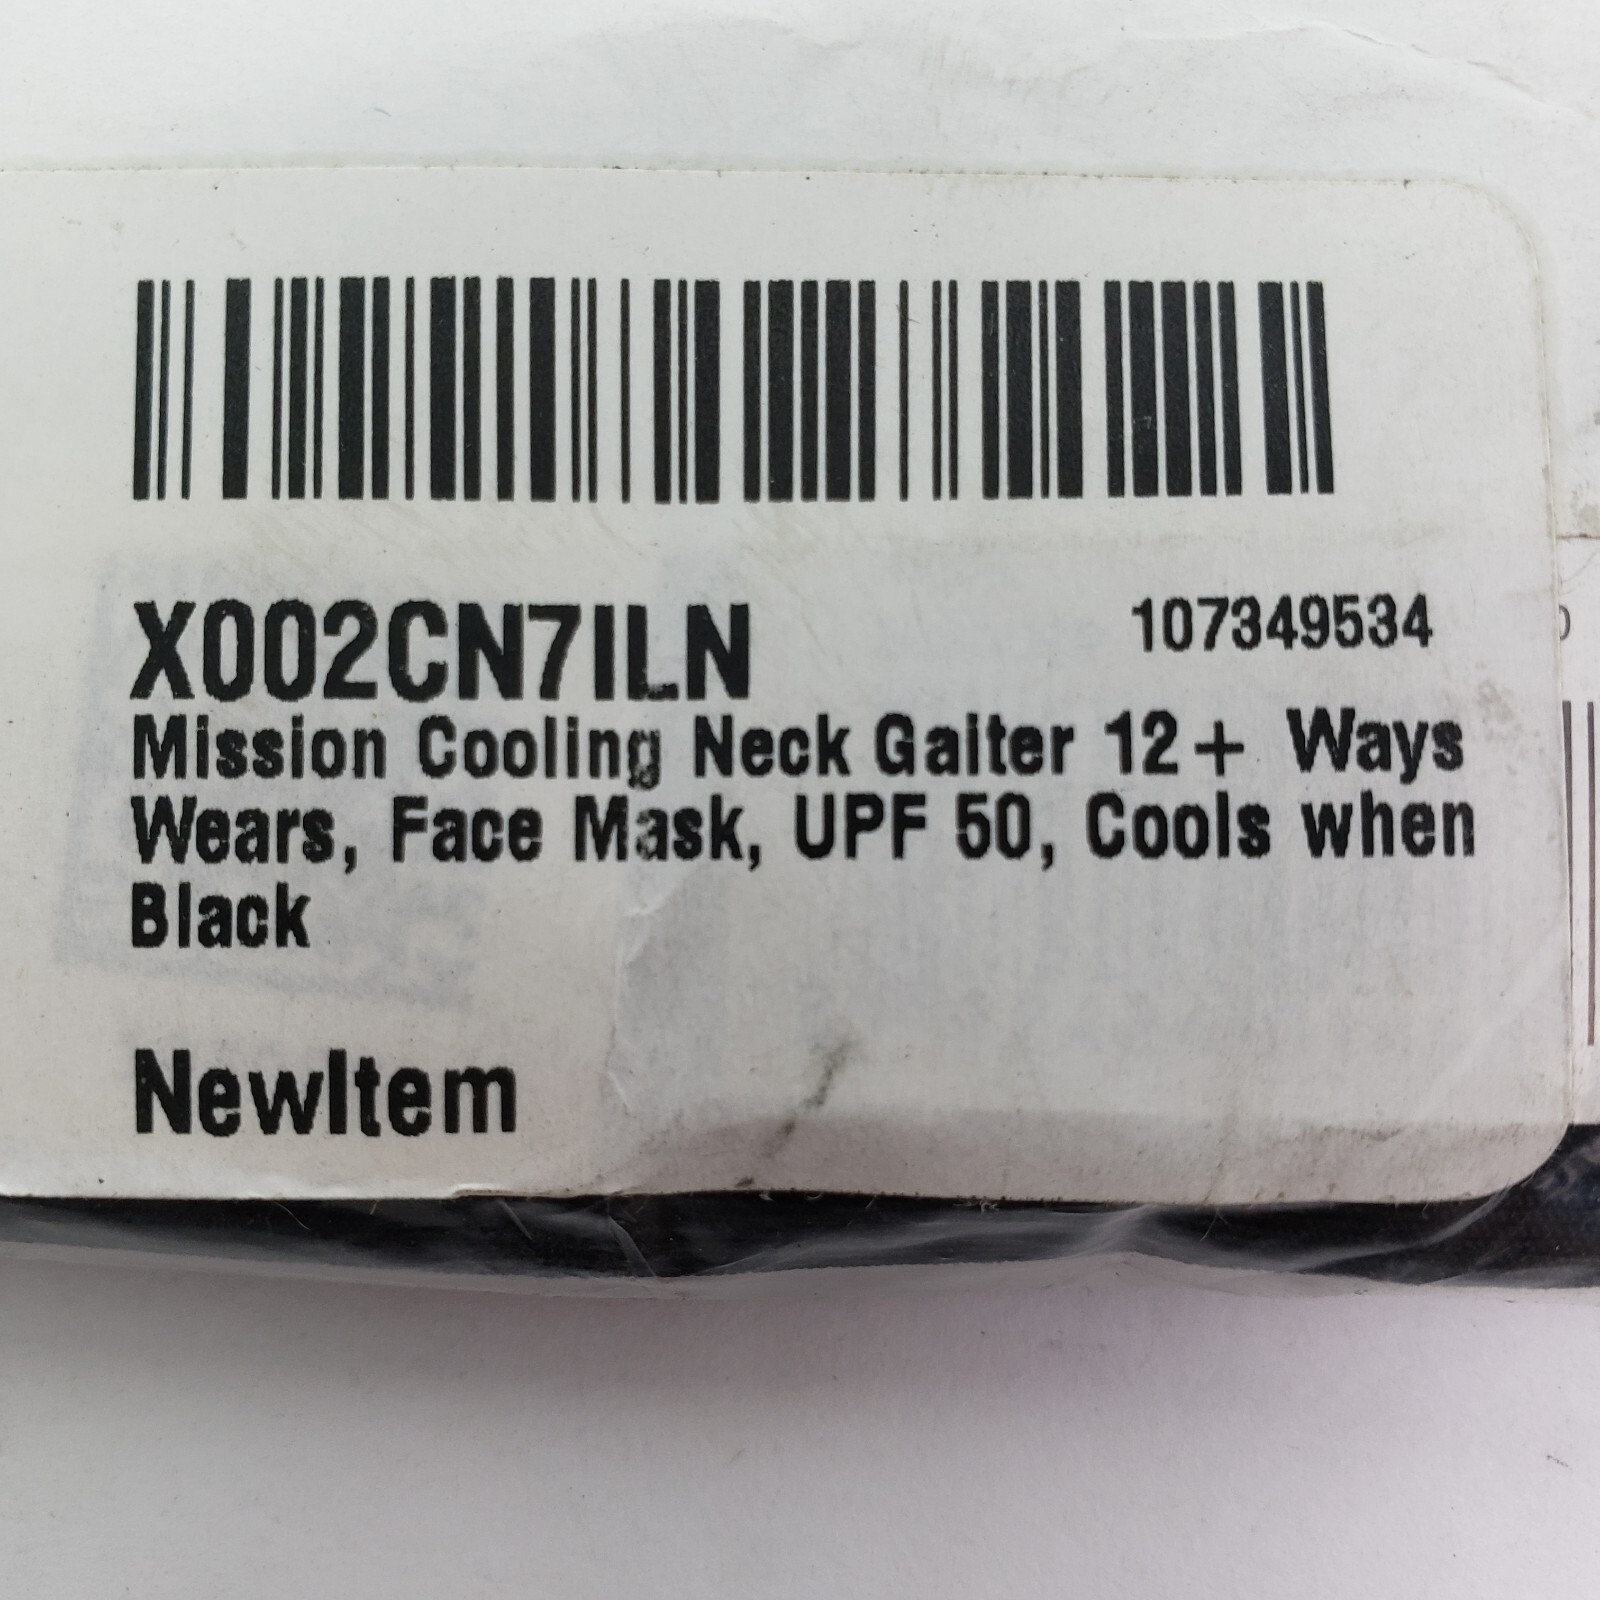 X002CN7ILN
107349534
Mission Cooling Neck Gaiter 12+ Ways
Wears, Face Mask, UPF 50, Cools when
Black
NewItem